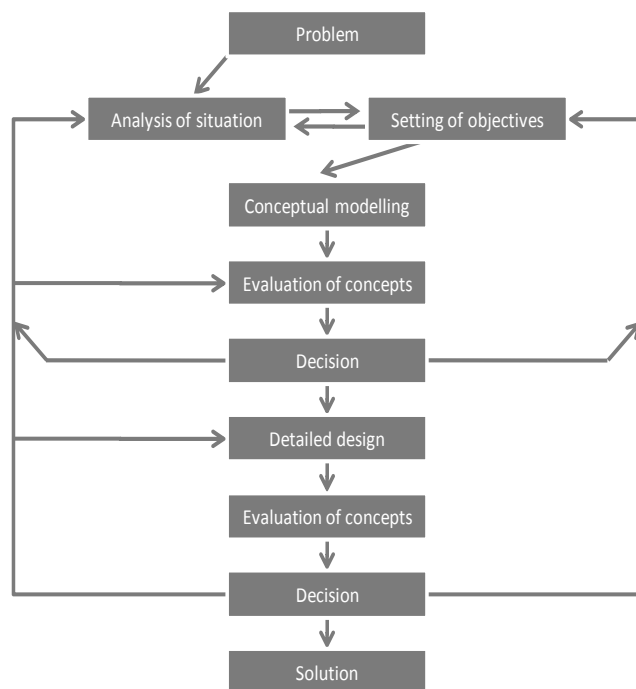 Problem
Analysis of situation
Setting of objectives
Conceptual modelling
Evaluation of concepts
Decision
Detailed design
Evaluation of concepts
Decision
Solution